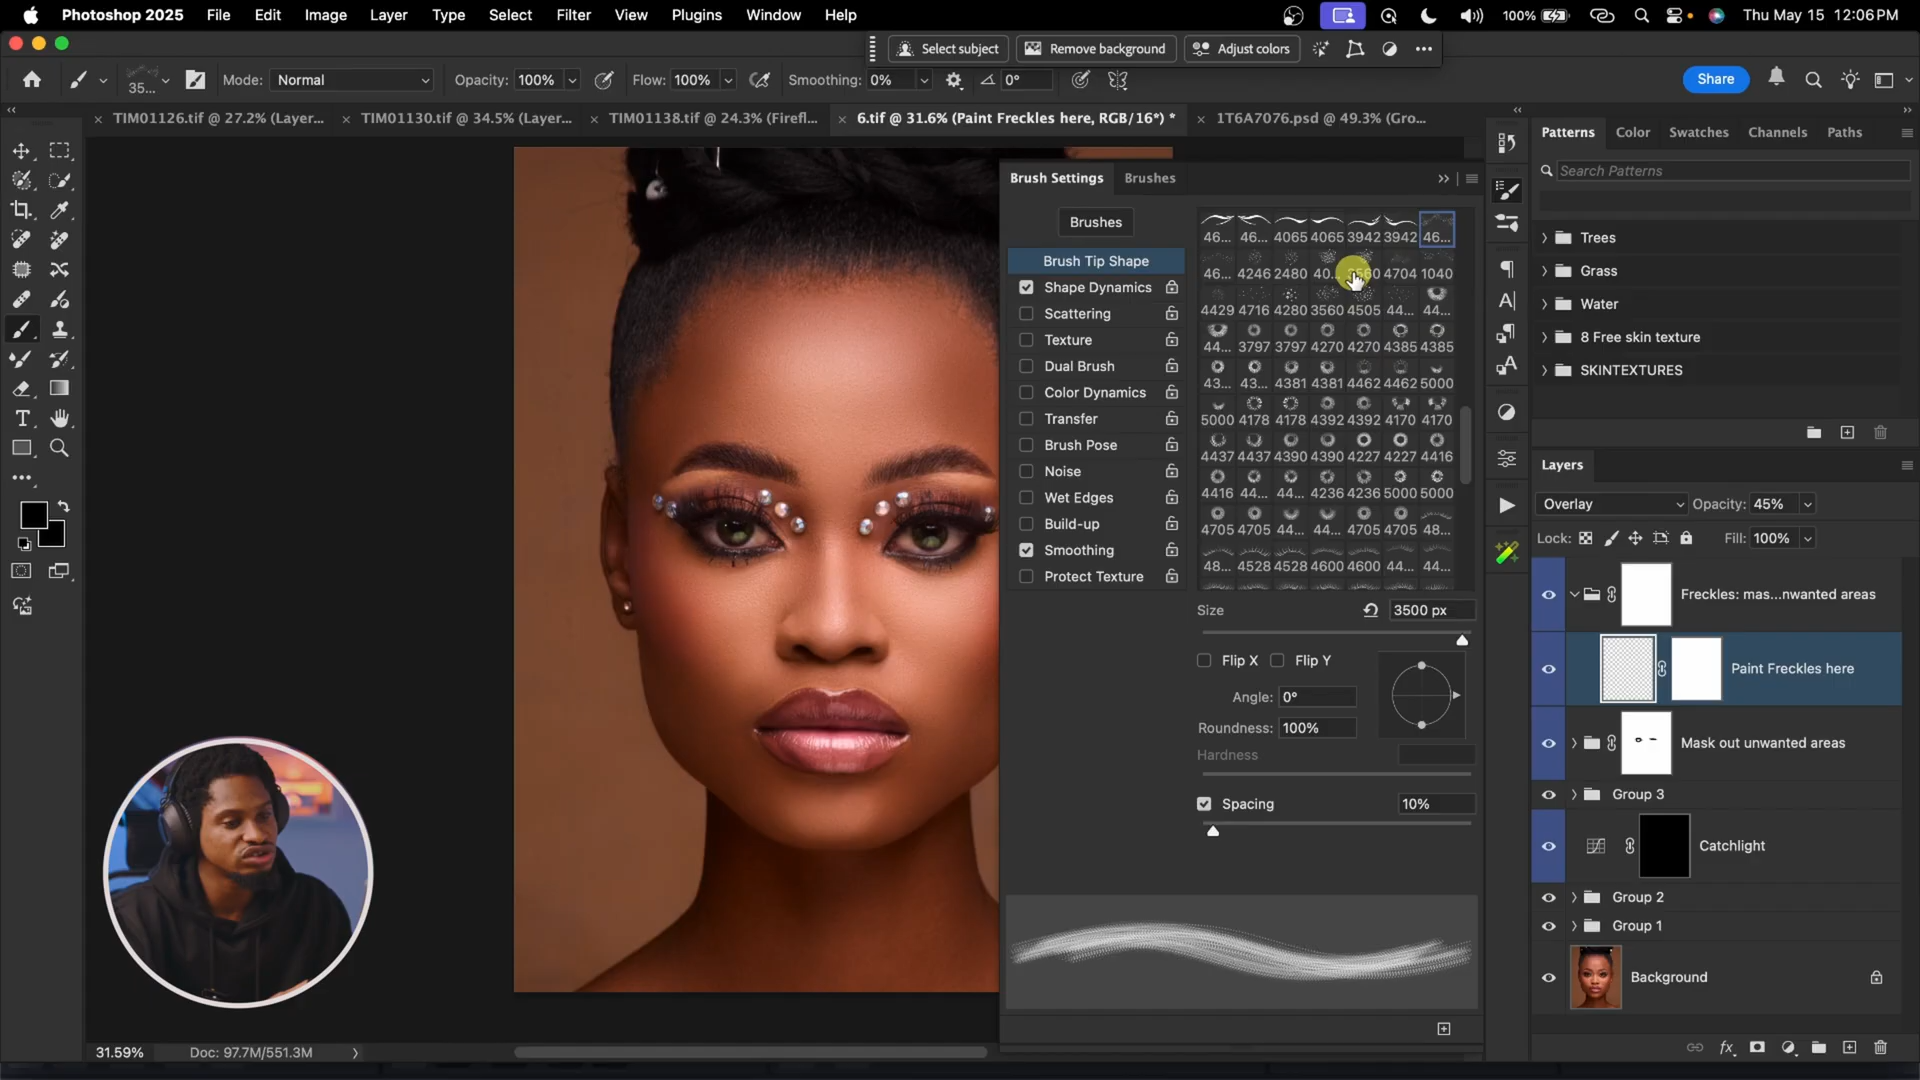 Photoshop 2025 File Edit Image Layer Type Select Filter View Plugins Window Help 100% Thu May 15 12:06 PM
Select subject Remove background Adjust colors
35... Mode: Normal Opacity: 100% Flow: 100% Smoothing: 0% 0° Share
TIM01126.tif @ 27.2% (Layer... TIM01130.tif @ 34.5% (Layer... TIM01138.tif @ 24.3% (Firefl... 6.tif @ 31.6% (Paint Freckles here, RGB/16*) * 1T6A7076.psd @ 49.3% (Gro...
Brush Settings Brushes
Brushes
Brush Tip Shape
Shape Dynamics
Scattering
Texture
Dual Brush
Color Dynamics
Transfer
Brush Pose
Noise
Wet Edges
Build-up
Smoothing
Protect Texture
46... 46... 4065 4065 3942 3942 46...
46... 4246 2480 40... 3560 4704 1040
4429 4716 4280 3560 4505 44... 44...
44... 3797 3797 4270 4270 4385 4385
43... 43... 4381 4381 4462 4462 5000
5000 4178 4178 4392 4392 4170 4170
4437 4437 4390 4390 4227 4227 4416
4416 44... 44... 4236 4236 5000 5000
4705 4705 44... 44... 4705 4705 48...
48... 4528 4528 4600 4600 44... 44...
Size 3500 px
Flip X Flip Y
Angle: 0°
Roundness: 100%
Hardness
Spacing 10%
Patterns Color Swatches Channels Paths
Search Patterns
Trees
Grass
Water
8 Free skin texture
SKINTEXTURES
Layers
Overlay Opacity: 45%
Lock: Fill: 100%
Freckles: mas...nwanted areas
Paint Freckles here
Mask out unwanted areas
Group 3
Catchlight
Group 2
Group 1
Background
31.59% Doc: 97.7M/551.3M